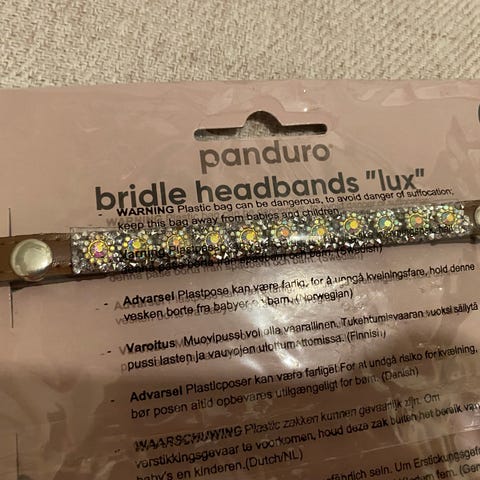 panduro®
bridle headbands "lux"
- WARNING Plastic bag can be dangerous, to avoid danger of suffocation,
keep this bag away from babies and children.
- Advarsel Plastpose kan være farlig, for å unngå kvelningsfare, hold denne
vesken borte fra babyer og barn. (Norwegian)
- Varoitus Muovipussi voi olla vaarallinen. Tukehtumisvaaran vuoksi säilytä
pussi lasten ja vauvojen ulottumattomissa. (Finnish)
- Advarsel Plasticposer kan være farlige! For at undgå risiko for kvælning,
bør posen altid opbevares utilgængeligt for børn. (Danish)
- WAARSCHUWING Plastic zakken kunnen gevaarlijk zijn. Om
verstikkingsgevaar te voorkomen, houd deze zak buiten het bereik van
baby's en kinderen.(Dutch/NL)
sein. Um Erstickungsgef